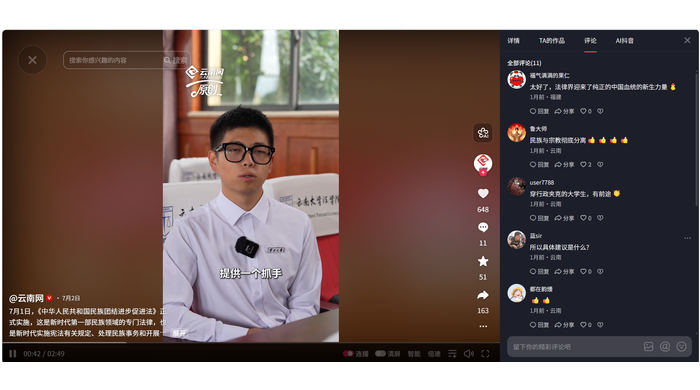 搜索你感兴趣的内容
搜索
云南网
原创
云南大学法学院
提供一个抓手
@云南网
· 7月2日
7月1日,《中华人民共和国民族团结进步促进法》正
式实施，这是新时代第一部民族领域的专门法律，也
是新时代实施宪法有关规定、处理民族事务和开展
展开
648
11
51
163
00:42 / 02:49
连播
清屏
智能
倍速
详情
TA的作品
评论
AI抖音
全部评论(11)
福气满满的果仁
太好了，法律界迎来了纯正的中国血统的新生力量
1月前 · 福建
回复
分享
0
鲁大师
民族与宗教彻底分离
1月前 · 云南
回复
分享
2
user7788
穿行政夹克的大学生，有前途
1月前 · 云南
回复
分享
0
蓝sir
所以具体建议是什么？
1月前 · 云南
回复
分享
0
都在韵缦
1月前 · 云南
回复
分享
0
留下你的精彩评论吧